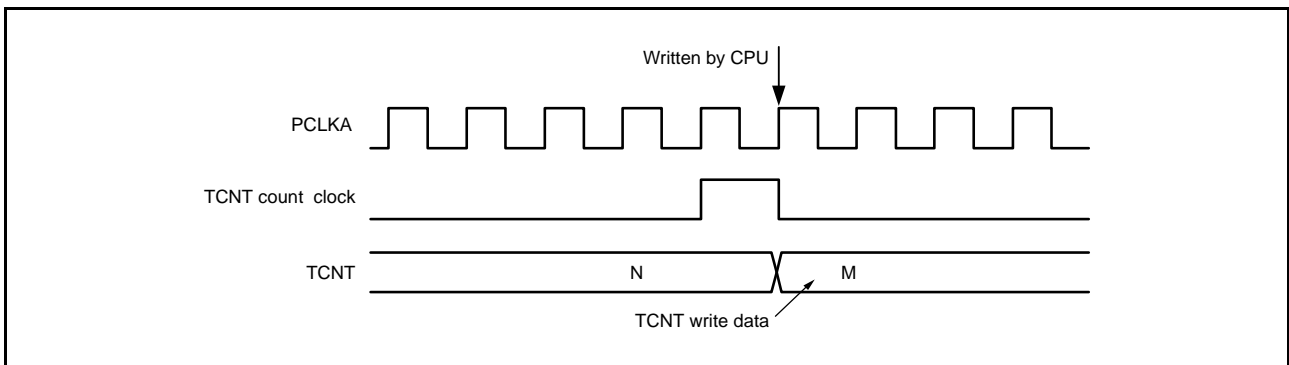 Written by CPU
PCLKA
TCNT count clock
TCNT
N
M
TCNT write data